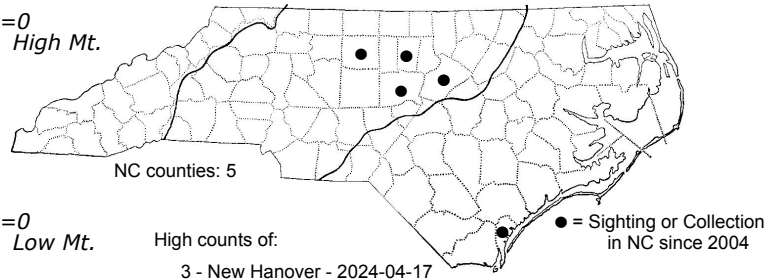 =0
High Mt.
NC counties: 5
=0
Low Mt.
High counts of:
3 - New Hanover - 2024-04-17
● = Sighting or Collection
in NC since 2004